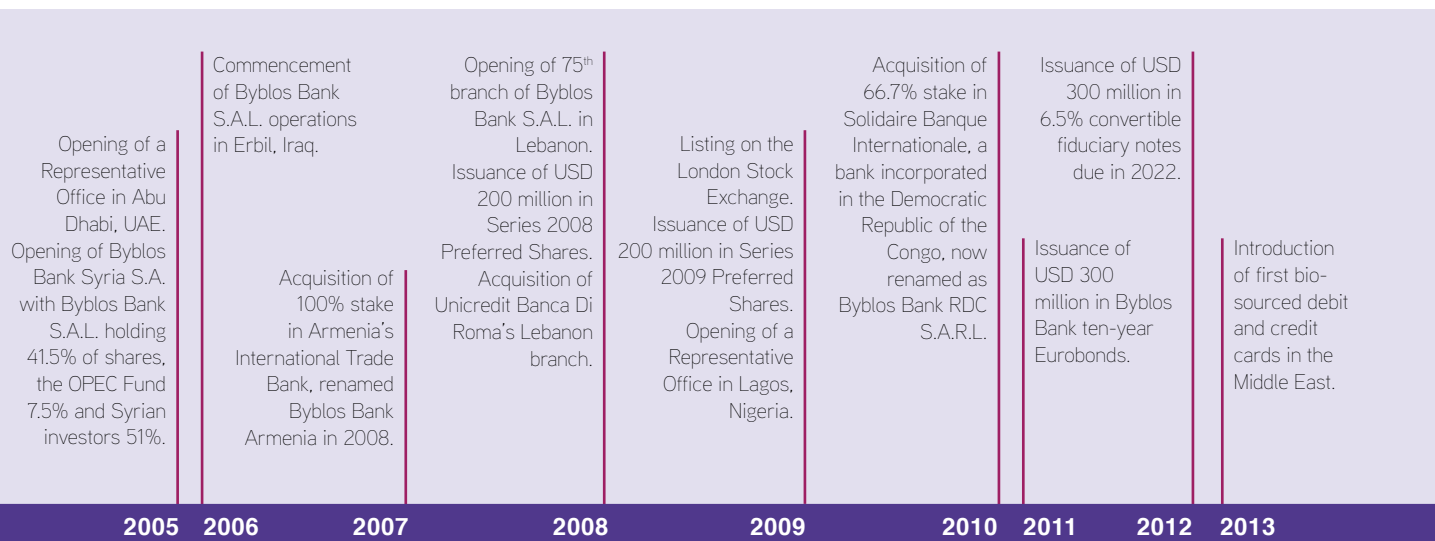 Opening of a
Representative
Office in Abu
Dhabi, UAE.
Opening of Byblos
Bank Syria S.A.
with Byblos Bank
S.A.L. holding
41.5% of shares,
the OPEC Fund
7.5% and Syrian
investors 51%.
2005
Commencement
of Byblos Bank
S.A.L. operations
in Erbil, Iraq.
2006
Acquisition of
100% stake
in Armenia's
International Trade
Bank, renamed
Byblos Bank
Armenia in 2008.
2007
Opening of 75th
branch of Byblos
Bank S.A.L. in
Lebanon.
Issuance of USD
200 million in
Series 2008
Preferred Shares.
Acquisition of
Unicredit Banca Di
Roma's Lebanon
branch.
2008
Listing on the
London Stock
Exchange.
Issuance of USD
200 million in Series
2009 Preferred
Shares.
Opening of a
Representative
Office in Lagos,
Nigeria.
2009
Acquisition of
66.7% stake in
Solidaire Banque
Internationale, a
bank incorporated
in the Democratic
Republic of the
Congo, now
renamed as
Byblos Bank RDC
S.A.R.L.
2010
Issuance of
USD 300
million in Byblos
Bank ten-year
Eurobonds.
2011
Issuance of USD
300 million in
6.5% convertible
fiduciary notes
due in 2022.
2012
Introduction
of first bio-
sourced debit
and credit
cards in the
Middle East.
2013